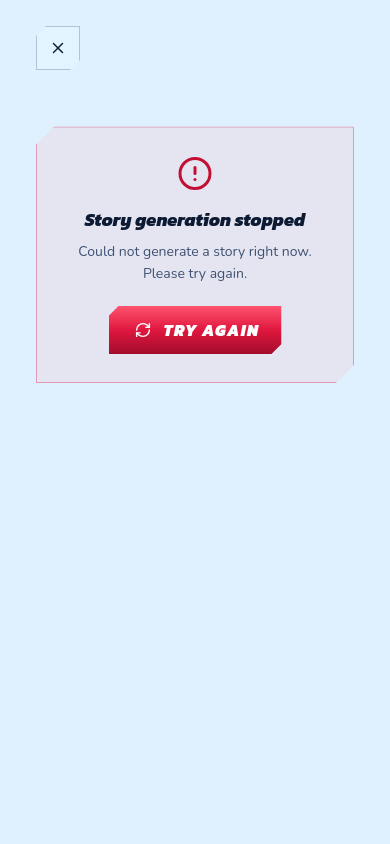 Story generation stopped
Could not generate a story right now.
Please try again.
TRY AGAIN